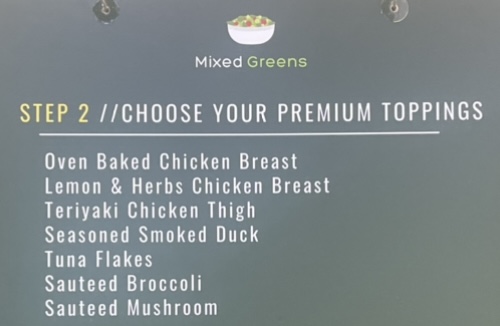 Mixed Greens
STEP 2 //CHOOSE YOUR PREMIUM TOPPINGS
Oven Baked Chicken Breast
Lemon & Herbs Chicken Breast
Teriyaki Chicken Thigh
Seasoned Smoked Duck
Tuna Flakes
Sauteed Broccoli
Sauteed Mushroom